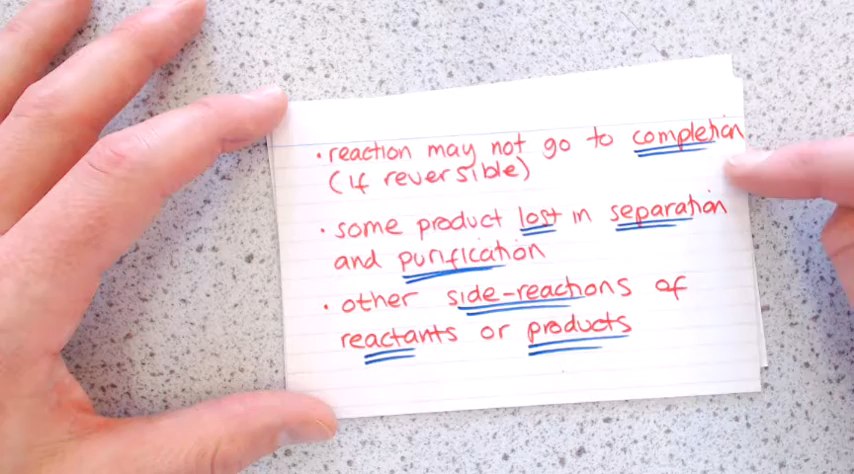 • reaction may not go to completion
(if reversible)
• some product lost in separation
and purification
• other side-reactions of
reactants or products